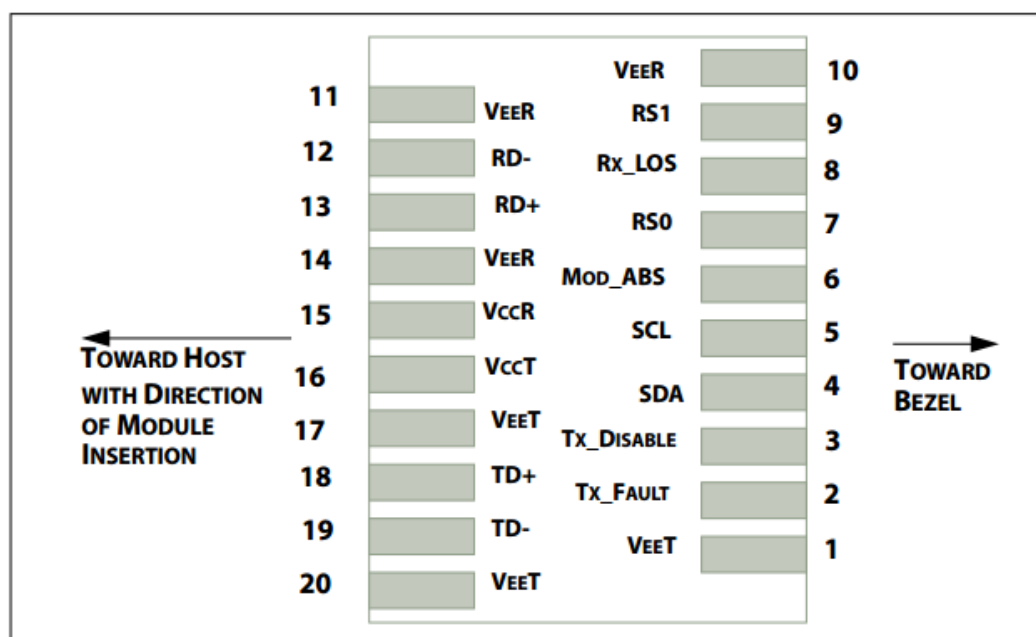 VEER 10
11 VEER
RS1 9
12 RD-
RX_LOS 8
13 RD+
RS0 7
14 VEER
MOD_ABS 6
15 VCCR
SCL 5
TOWARD HOST
WITH DIRECTION
OF MODULE
INSERTION
TOWARD
BEZEL
16 VCCT
SDA 4
17 VEET
TX_DISABLE 3
18 TD+
TX_FAULT 2
19 TD-
VEET 1
20 VEET